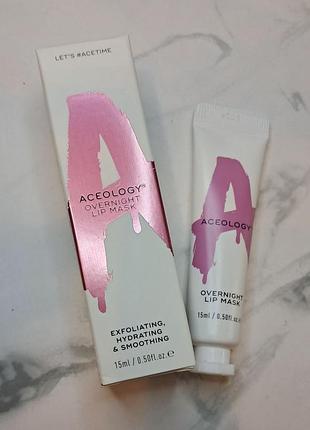 LET'S #ACETIME
ACEOLOGY®
OVERNIGHT
LIP MASK
EXFOLIATING,
HYDRATING
& SMOOTHING
15ml / 0.50fl.oz.e
ACEOLOGY®
OVERNIGHT
LIP MASK
15ml / 0.50fl.oz.e